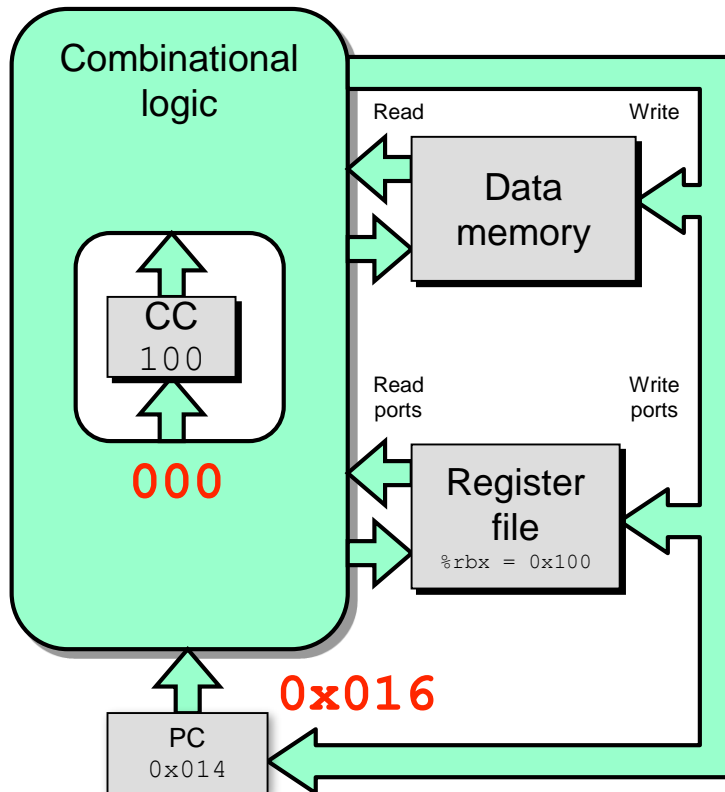 Combinational
logic
Read
Write
Data
memory
CC
100
000
Read
ports
Write
ports
Register
file
%rbx = 0x100
0x016
PC
0x014